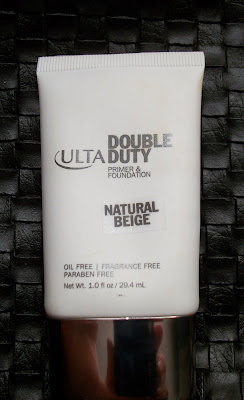 ULTA DOUBLE
DUTY
PRIMER &
FOUNDATION
NATURAL
BEIGE
OIL FREE | FRAGRANCE FREE
PARABEN FREE
Net Wt. 1.0 fl oz / 29.4 mL